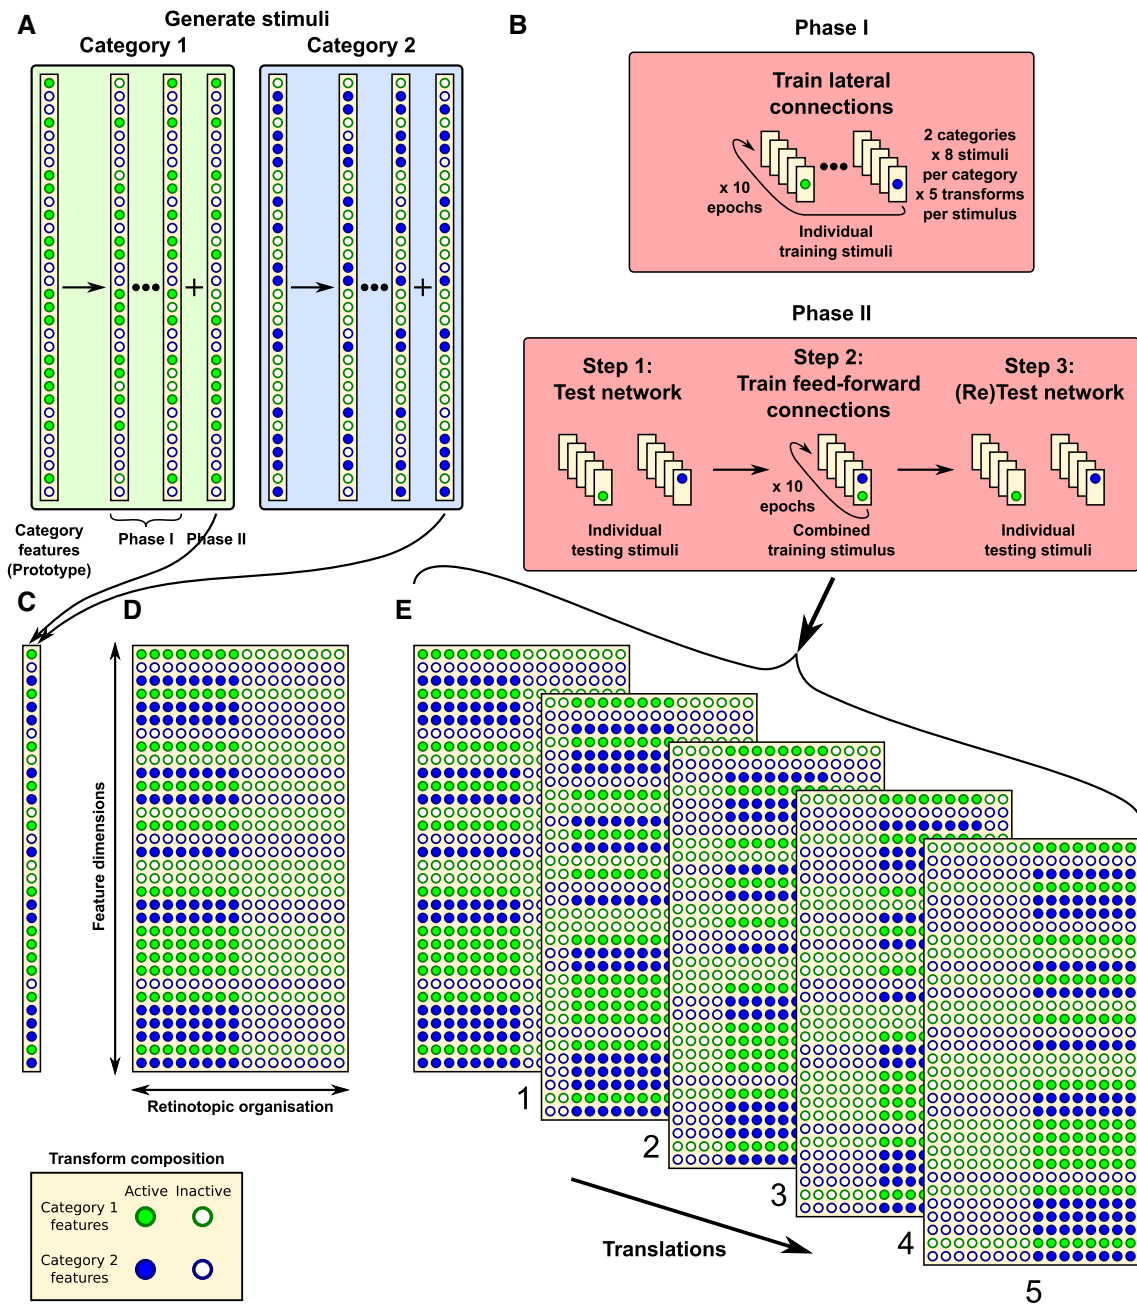 A
Generate stimuli
Category 1
Category 2
Category
features
(Prototype)
Phase I
Phase II
B
Phase I
Train lateral
connections
x 10
epochs
Individual
training stimuli
2 categories
x 8 stimuli
per category
x 5 transforms
per stimulus
Phase II
Step 1:
Test network
Individual
testing stimuli
Step 2:
Train feed-forward
connections
x 10
epochs
Combined
training stimulus
Step 3:
(Re)Test network
Individual
testing stimuli
C
D
Feature dimensions
Retinotopic organisation
E
1
2
3
4
5
Translations
Transform composition
Active Inactive
Category 1
features
Category 2
features